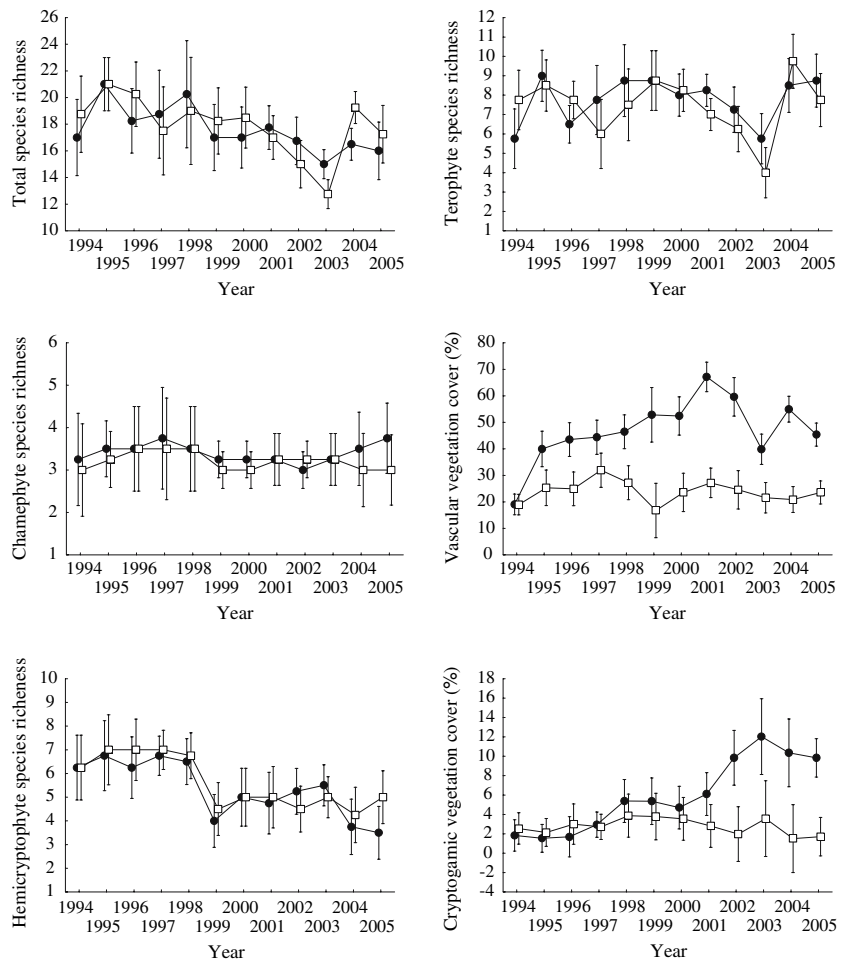 Total species richness
26
24
22
20
18
16
14
12
10
1994 1996 1998 2000 2002 2004
1995 1997 1999 2001 2003 2005
Year
Terophyte species richness
12
11
10
9
8
7
6
5
4
3
2
1
1994 1996 1998 2000 2002 2004
1995 1997 1999 2001 2003 2005
Year
Chamephyte species richness
6
5
4
3
2
1
1994 1996 1998 2000 2002 2004
1995 1997 1999 2001 2003 2005
Year
Vascular vegetation cover (%)
80
70
60
50
40
30
20
10
0
1994 1996 1998 2000 2002 2004
1995 1997 1999 2001 2003 2005
Year
Hemicryptophyte species richeness
10
9
8
7
6
5
4
3
2
1
1994 1996 1998 2000 2002 2004
1995 1997 1999 2001 2003 2005
Year
Cryptogamic vegetation cover (%)
18
16
14
12
10
8
6
4
2
0
-2
-4
1994 1996 1998 2000 2002 2004
1995 1997 1999 2001 2003 2005
Year